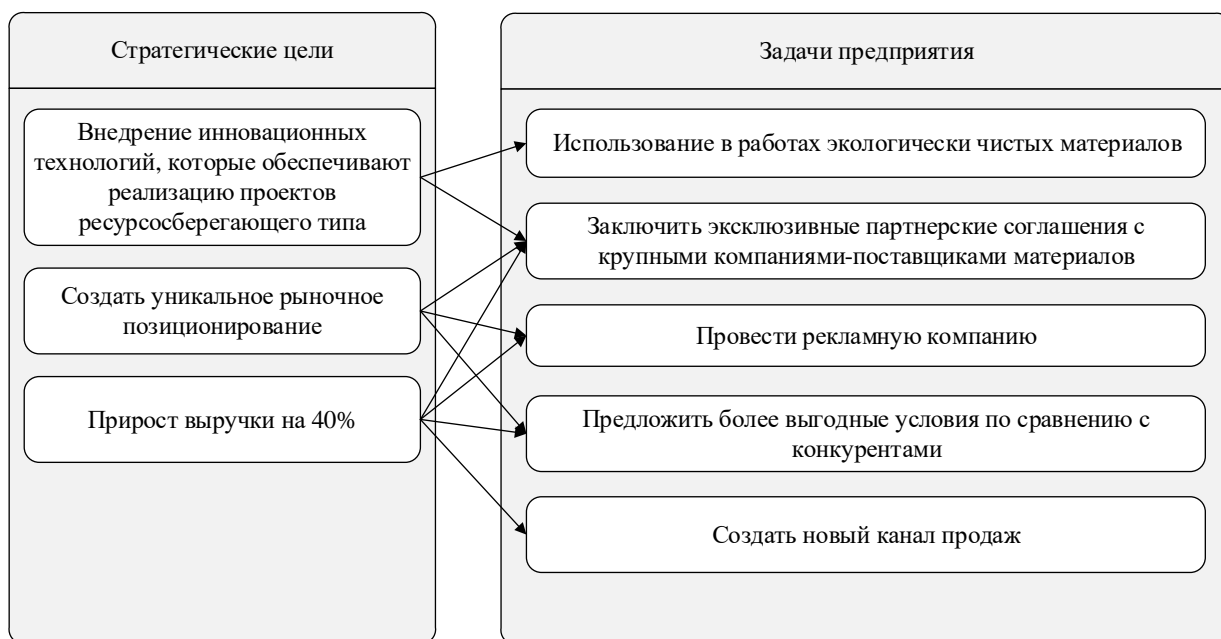 Стратегические цели
Внедрение инновационных
технологий, которые обеспечивают
реализацию проектов
ресурсосберегающего типа
Создать уникальное рыночное
позиционирование
Прирост выручки на 40%
Задачи предприятия
Использование в работах экологически чистых материалов
Заключить эксклюзивные партнерские соглашения с
крупными компаниями-поставщиками материалов
Провести рекламную компанию
Предложить более выгодные условия по сравнению с
конкурентами
Создать новый канал продаж